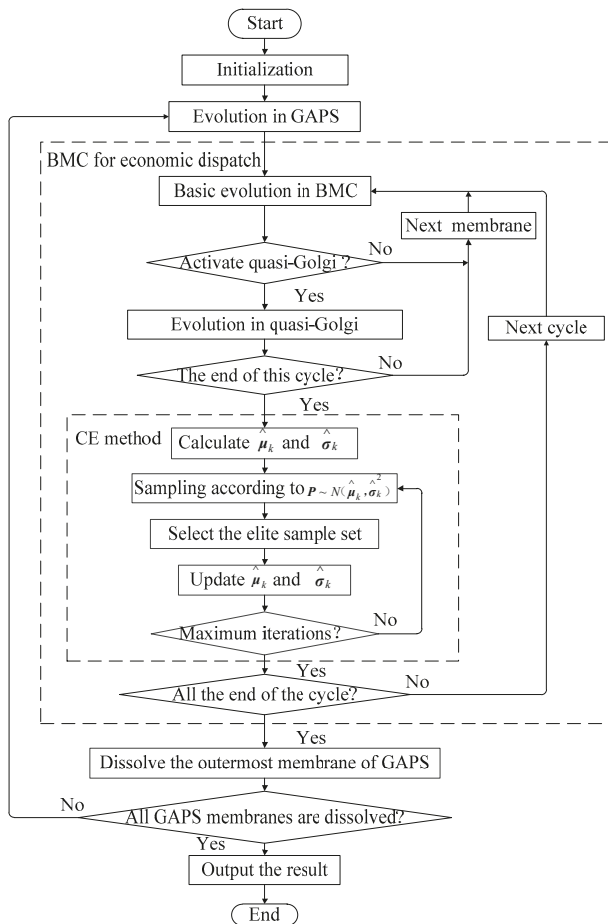 Start
Initialization
Evolution in GAPS
BMC for economic dispatch
Basic evolution in BMC
Next membrane
Activate quasi-Golgi ?
No
Yes
Evolution in quasi-Golgi
Next cycle
The end of this cycle?
No
Yes
CE method
Calculate μ̂ₖ and σ̂ₖ
Sampling according to P ~ N(μ̂ₖ, σ̂ₖ²)
Select the elite sample set
Update μ̂ₖ and σ̂ₖ
Maximum iterations?
No
Yes
All the end of the cycle?
No
Yes
Dissolve the outermost membrane of GAPS
No
All GAPS membranes are dissolved?
Yes
Output the result
End